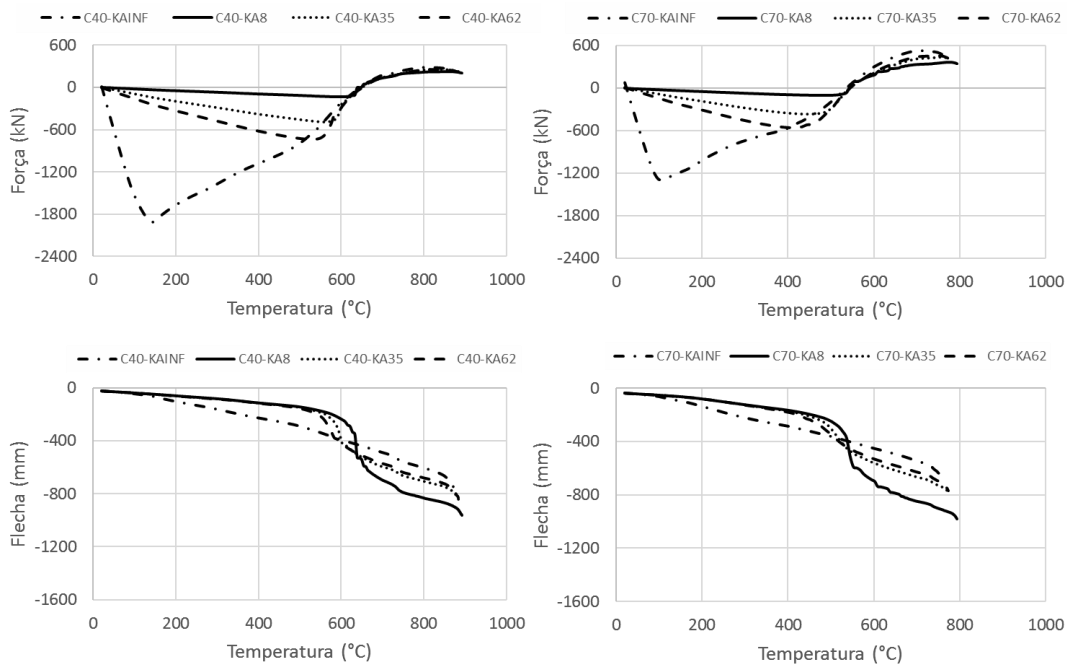 C40-KAINF C40-KA8 C40-KA35 C40-KA62
600
0
-600
-1200
-1800
-2400
Força (kN)
0 200 400 600 800 1000
Temperatura (°C)
C70-KAINF C70-KA8 C70-KA35 C70-KA62
600
0
-600
-1200
-1800
-2400
Força (kN)
0 200 400 600 800 1000
Temperatura (°C)
C40-KAINF C40-KA8 C40-KA35 C40-KA62
0
-400
-800
-1200
-1600
Flecha (mm)
0 200 400 600 800 1000
Temperatura (°C)
C70-KAINF C70-KA8 C70-KA35 C70-KA62
0
-400
-800
-1200
-1600
Flecha (mm)
0 200 400 600 800 1000
Temperatura (°C)